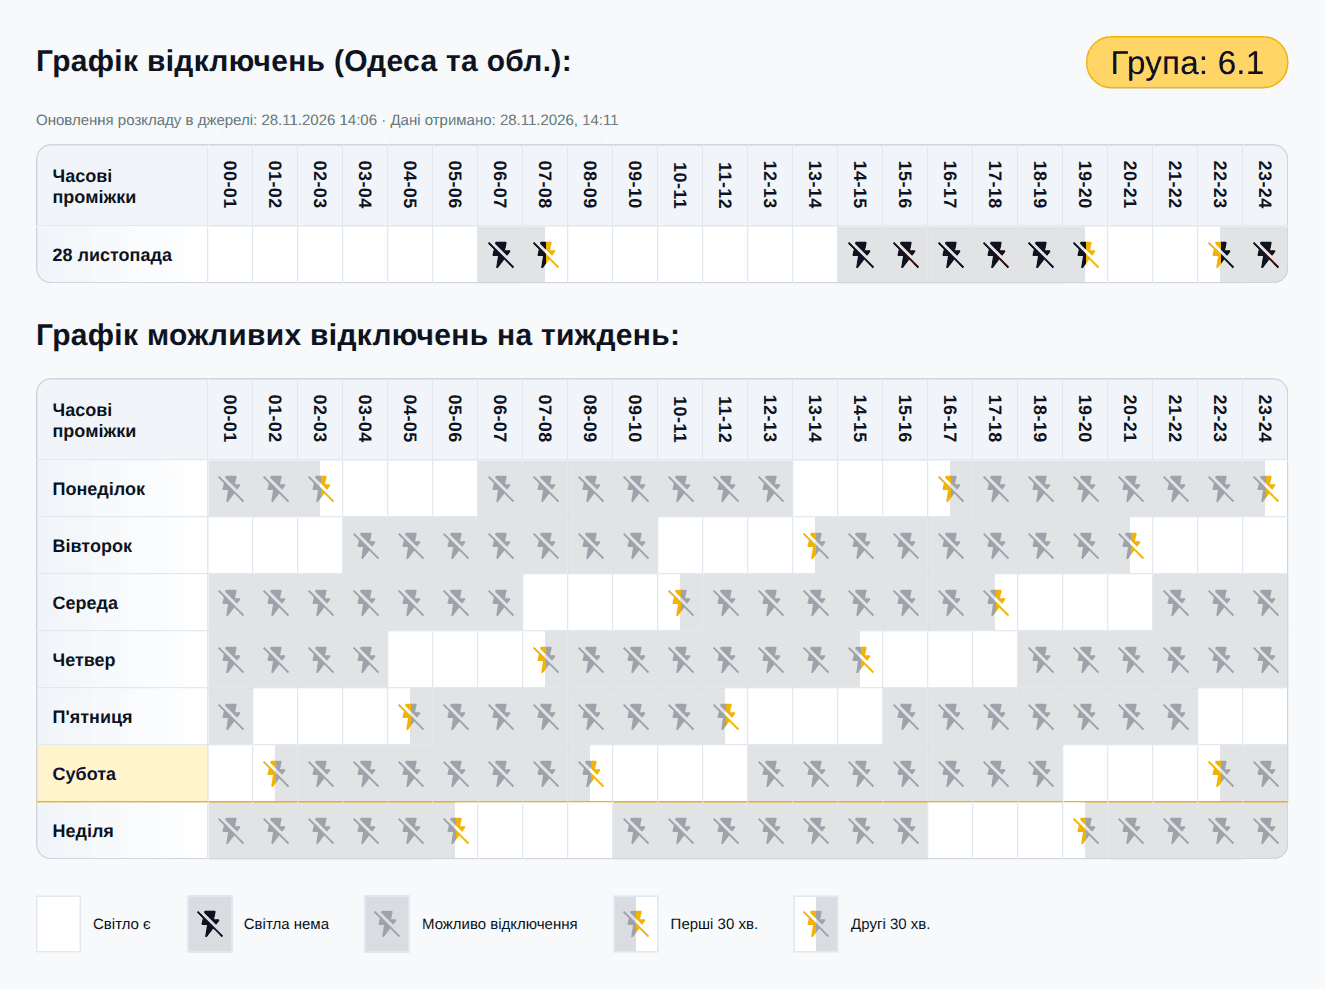 Графік відключень (Одеса та обл.):
Група: 6.1
Оновлення розкладу в джерелі: 28.11.2026 14:06 · Дані отримано: 28.11.2026, 14:11
Часові проміжки 00-01 01-02 02-03 03-04 04-05 05-06 06-07 07-08 08-09 09-10 10-11 11-12 12-13 13-14 14-15 15-16 16-17 17-18 18-19 19-20 20-21 21-22 22-23 23-24
28 листопада
Графік можливих відключень на тиждень:
Часові проміжки 00-01 01-02 02-03 03-04 04-05 05-06 06-07 07-08 08-09 09-10 10-11 11-12 12-13 13-14 14-15 15-16 16-17 17-18 18-19 19-20 20-21 21-22 22-23 23-24
Понеділок
Вівторок
Середа
Четвер
П'ятниця
Субота
Неділя
Світло є Світла нема Можливо відключення Перші 30 хв. Другі 30 хв.